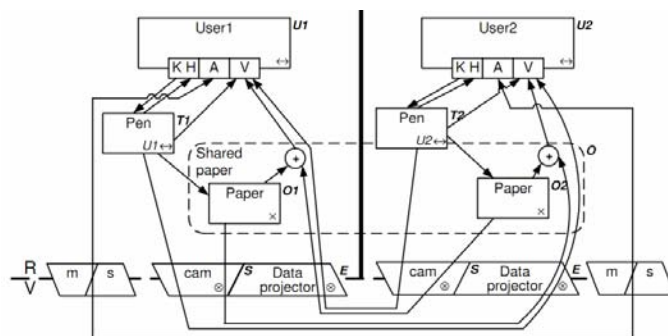 User1 U1 User2 U2
↔ ↔
K H A V K H A V
Pen T1 Pen T2
U1↔ U2↔
Shared
paper
+ + O
Paper O1 Paper O2
× ×
R
V
m s cam S Data
projector E cam S Data
projector E m s
⊗ ⊗ ⊗ ⊗